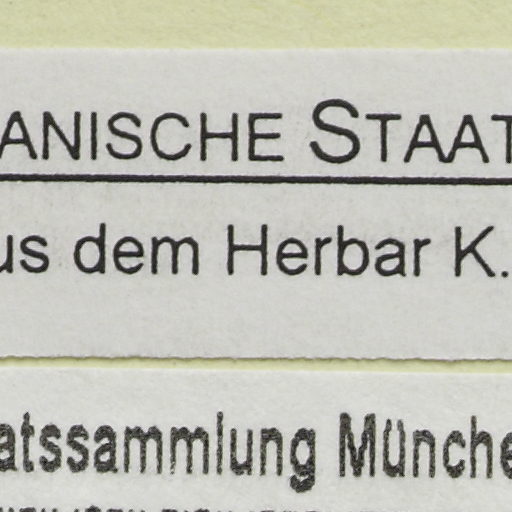 ANISCHE STAAT
us dem Herbar K.
atssammlung Münche